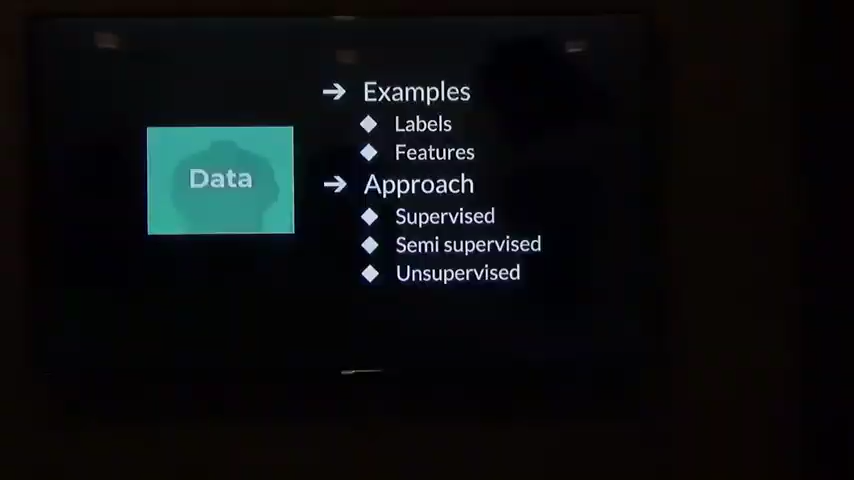 Data
Examples
Labels
Features
Approach
Supervised
Semi supervised
Unsupervised